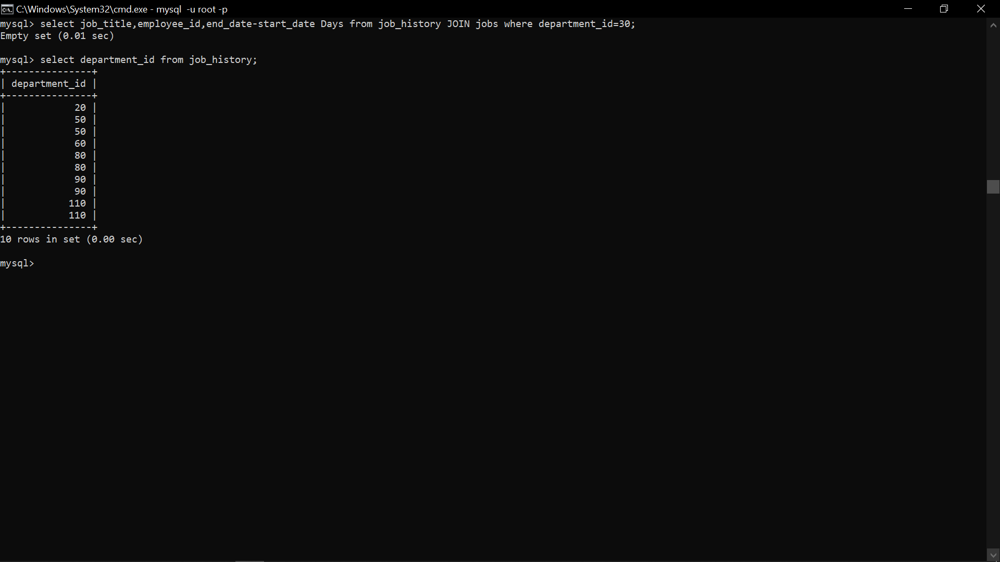 C:\Windows\System32\cmd.exe - mysql  -u root -p
mysql> select job_title,employee_id,end_date-start_date Days from job_history JOIN jobs where department_id=30;
Empty set (0.01 sec)

mysql> select department_id from job_history;
+---------------+
| department_id |
+---------------+
|            20 |
|            50 |
|            50 |
|            60 |
|            80 |
|            80 |
|            90 |
|            90 |
|           110 |
|           110 |
+---------------+
10 rows in set (0.00 sec)

mysql>